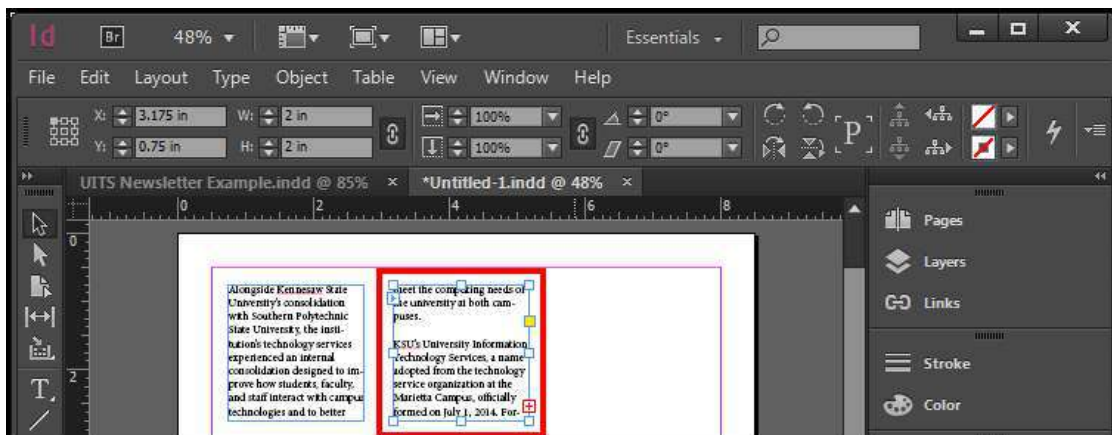 Id Br 48% Essentials
File Edit Layout Type Object Table View Window Help
X: 3.175 in W: 2 in 100% 0°
Y: 0.75 in H: 2 in 100% 0° P
UITS Newsletter Example.indd @ 85% × *Untitled-1.indd @ 48% ×
0 2 4 6 8
0
2
T
Alongside Kennesaw State
University's consolidation
with Southern Polytechnic
State University, the insti-
tution's technology services
experienced an internal
consolidation designed to im-
prove how students, faculty,
and staff interact with campus
technologies and to better
meet the computing needs of
the university at both cam-
puses.
KSU's University Information
Technology Services, a name
adopted from the technology
service organization at the
Marietta Campus, officially
formed on July 1, 2014. For-
Pages
Layers
Links
Stroke
Color